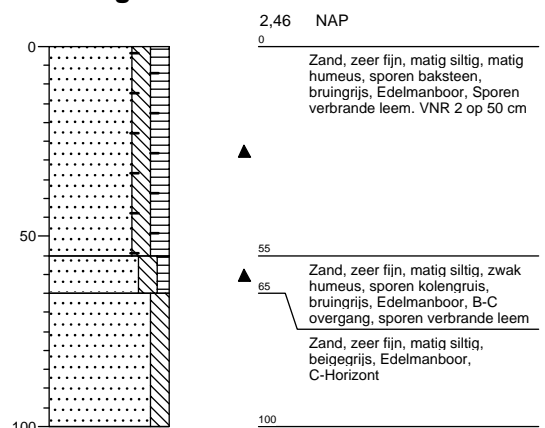 2,46 NAP
0
0
Zand, zeer fijn, matig siltig, matig
humeus, sporen baksteen,
bruingrijs, Edelmanboor, Sporen
verbrande leem. VNR 2 op 50 cm
50
55
Zand, zeer fijn, matig siltig, zwak
humeus, sporen kolengruis,
bruingrijs, Edelmanboor, B-C
overgang, sporen verbrande leem
65
Zand, zeer fijn, matig siltig,
beigegrijs, Edelmanboor,
C-Horizont
100
100